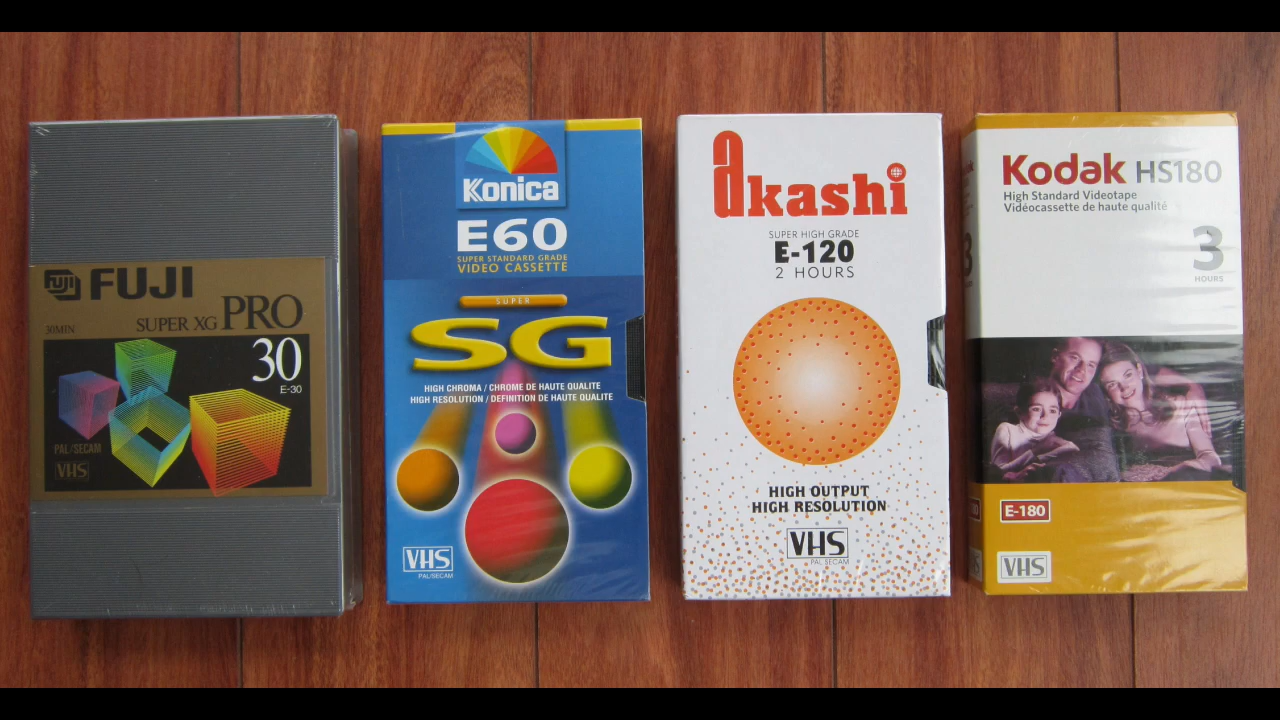 FUJI
FUJI
SUPER XG PRO
30MIN
30
E-30
PAL/SECAM
VHS
Konica
E60
SUPER STANDARD GRADE
VIDEO CASSETTE
SUPER
SG
HIGH CHROMA / CHROME DE HAUTE QUALITE
HIGH RESOLUTION / DEFINITION DE HAUTE QUALITE
VHS
PAL/SECAM
akashi
SUPER HIGH GRADE
E-120
2 HOURS
HIGH OUTPUT
HIGH RESOLUTION
VHS
PAL SECAM
Kodak HS180
High Standard Videotape
Vidéocassette de haute qualité
3
HOURS
E-180
VHS